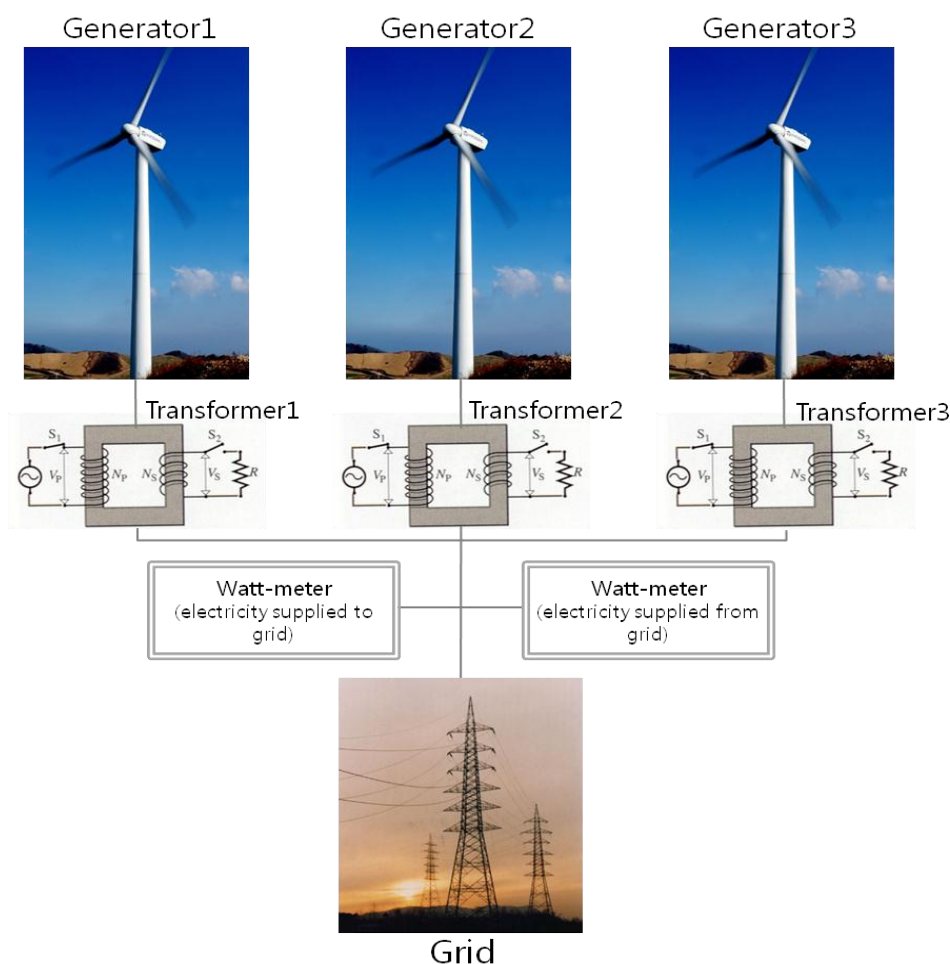 Generator1
Generator2
Generator3
Transformer1
Transformer2
Transformer3
S1 S2
VP NP NS VS R
S1 S2
VP NP NS VS R
S1 S2
VP NP NS VS R
Watt-meter
(electricity supplied to
grid)
Watt-meter
(electricity supplied from
grid)
Grid